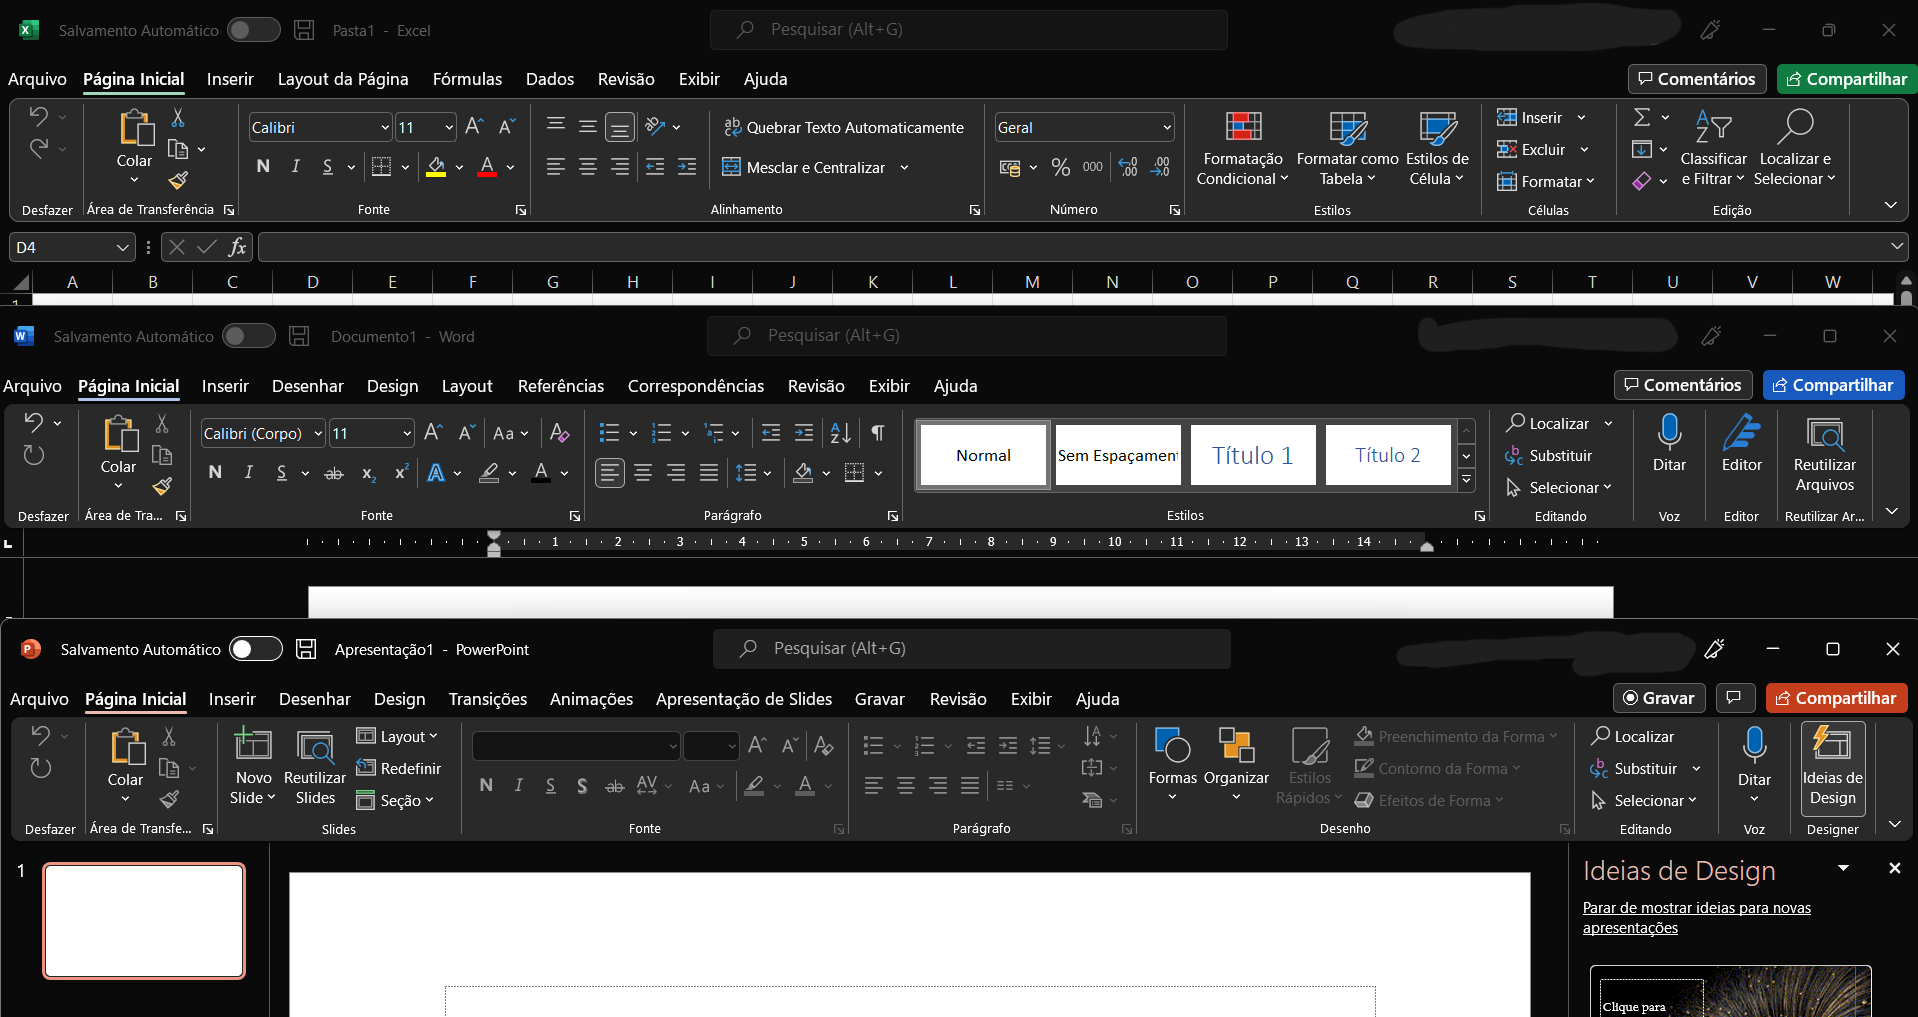 Salvamento Automático Pasta1 - Excel Pesquisar (Alt+G)
Arquivo Página Inicial Inserir Layout da Página Fórmulas Dados Revisão Exibir Ajuda Comentários Compartilhar
Calibri 11 ab Quebrar Texto Automaticamente Geral Inserir
Colar Formatação Condicional Formatar como Tabela Estilos de Célula Excluir Classificar e Filtrar Localizar e Selecionar
N I S A Mesclar e Centralizar % 000 Formatar
Desfazer Área de Transferência Fonte Alinhamento Número Estilos Células Edição
D4 fx
A B C D E F G H I J K L M N O P Q R S T U V W
1
Salvamento Automático Documento1 - Word Pesquisar (Alt+G)
Arquivo Página Inicial Inserir Desenhar Design Layout Referências Correspondências Revisão Exibir Ajuda Comentários Compartilhar
Calibri (Corpo) 11 Aa Localizar
Colar Normal Sem Espaçament Título 1 Título 2 Substituir Ditar Editor Reutilizar Arquivos
N I S ab x₂ x² A A Selecionar
Desfazer Área de Tra... Fonte Parágrafo Estilos Editando Voz Editor Reutilizar Ar...
1 2 3 4 5 6 7 8 9 10 11 12 13 14
Salvamento Automático Apresentação1 - PowerPoint Pesquisar (Alt+G)
Arquivo Página Inicial Inserir Desenhar Design Transições Animações Apresentação de Slides Gravar Revisão Exibir Ajuda Gravar Compartilhar
Layout Preenchimento da Forma Localizar
Colar Novo Slide Reutilizar Slides Redefinir Formas Organizar Estilos Rápidos Contorno da Forma Substituir Ditar Ideias de Design
Seção N I S S ab AV Aa A Efeitos de Forma Selecionar
Desfazer Área de Transfe... Slides Fonte Parágrafo Desenho Editando Voz Designer
1
Ideias de Design
Parar de mostrar ideias para novas
apresentações
Clique para